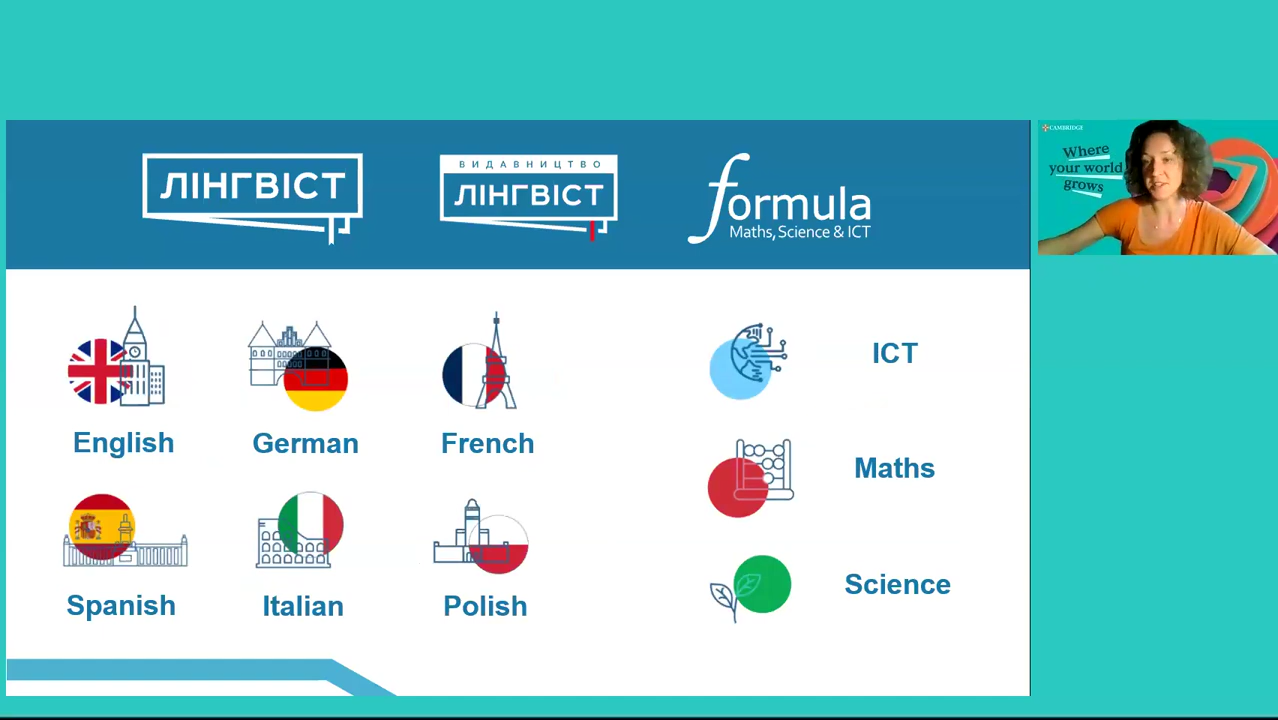 ЛІНГВІСТ
ВИДАВНИЦТВО
ЛІНГВІСТ
formula
Maths, Science & ICT
CAMBRIDGE
Where
your world
grows
English
German
French
ICT
Maths
Spanish
Italian
Polish
Science